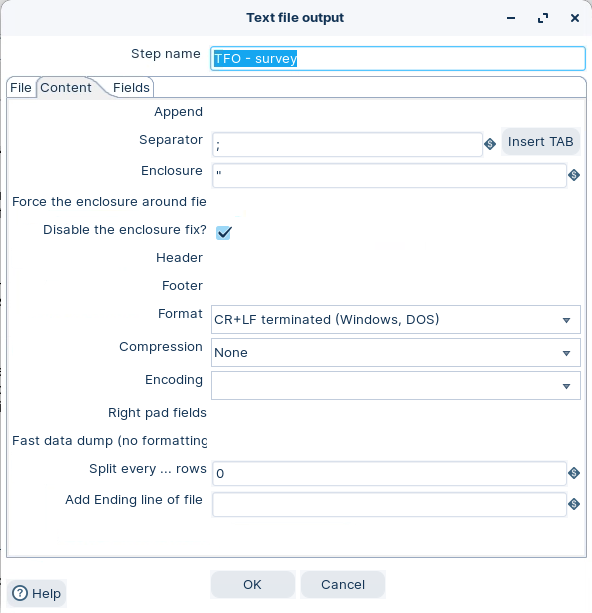 Text file output
Step name TFO - survey
File Content Fields
Append
Separator ; Insert TAB
Enclosure "
Force the enclosure around fie
Disable the enclosure fix?
Header
Footer
Format CR+LF terminated (Windows, DOS)
Compression None
Encoding
Right pad fields
Fast data dump (no formatting
Split every ... rows 0
Add Ending line of file
OK Cancel
Help